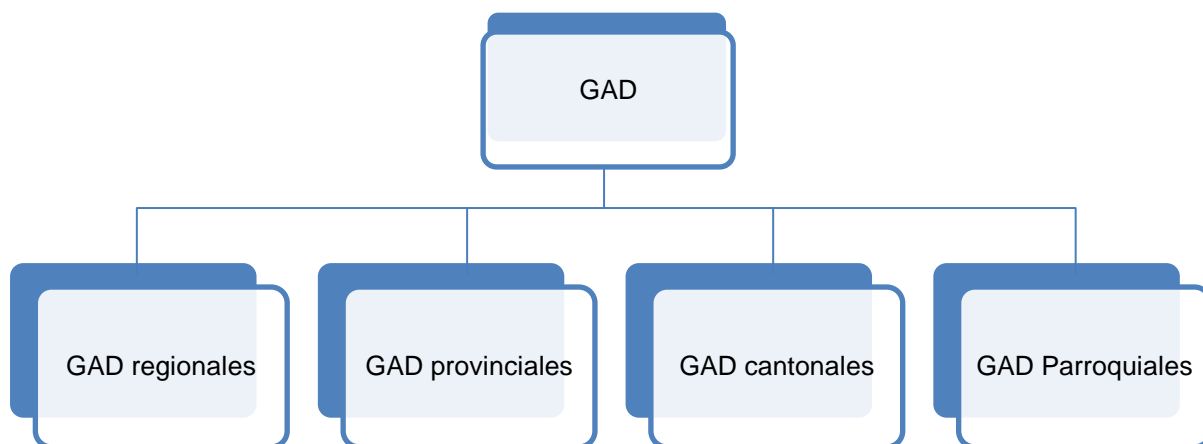 GAD
GAD regionales
GAD provinciales
GAD cantonales
GAD Parroquiales